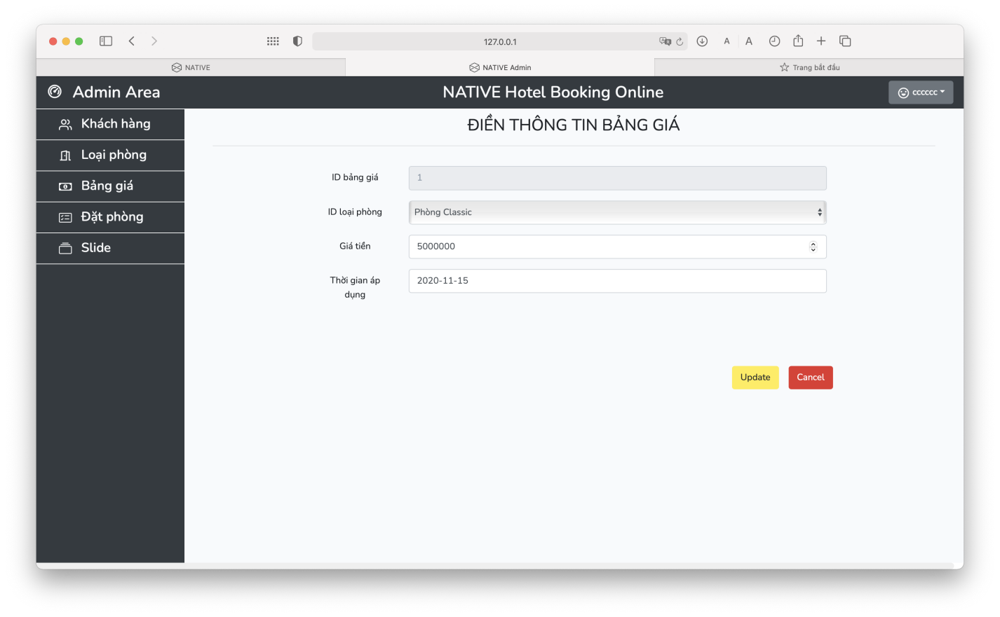 127.0.0.1
A A
NATIVE
NATIVE Admin
Trang bắt đầu
Admin Area
NATIVE Hotel Booking Online
cccccc
Khách hàng
Loại phòng
Bảng giá
Đặt phòng
Slide
ĐIỀN THÔNG TIN BẢNG GIÁ
ID bảng giá
1
ID loại phòng
Phòng Classic
Giá tiền
5000000
Thời gian áp
dụng
2020-11-15
Update
Cancel